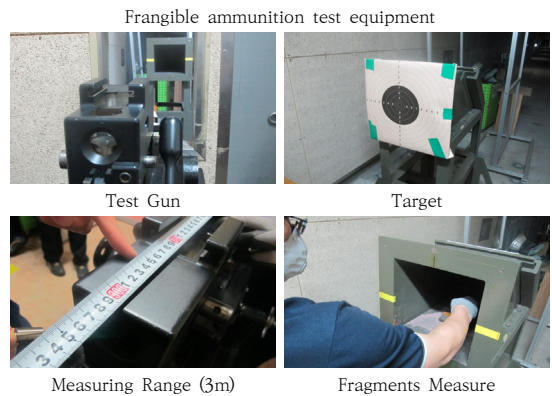 Frangible ammunition test equipment
Test Gun
Target
Measuring Range (3m)
Fragments Measure